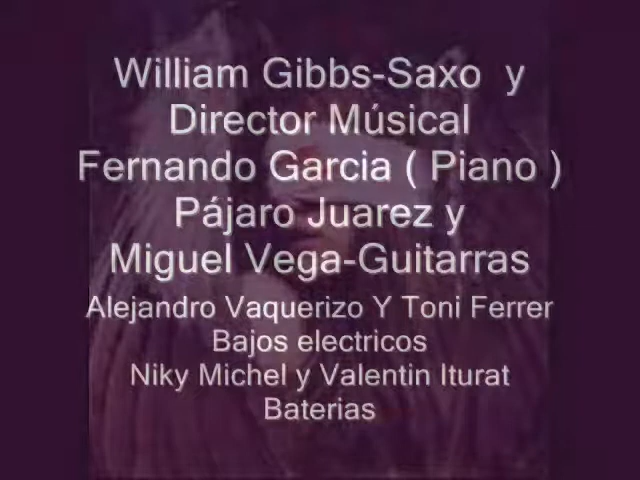 William Gibbs-Saxo y
Director Músical
Fernando Garcia ( Piano )
Pájaro Juarez y
Miguel Vega-Guitarras
Alejandro Vaquerizo Y Toni Ferrer
Bajos electricos
Niky Michel y Valentin Iturat
Baterias